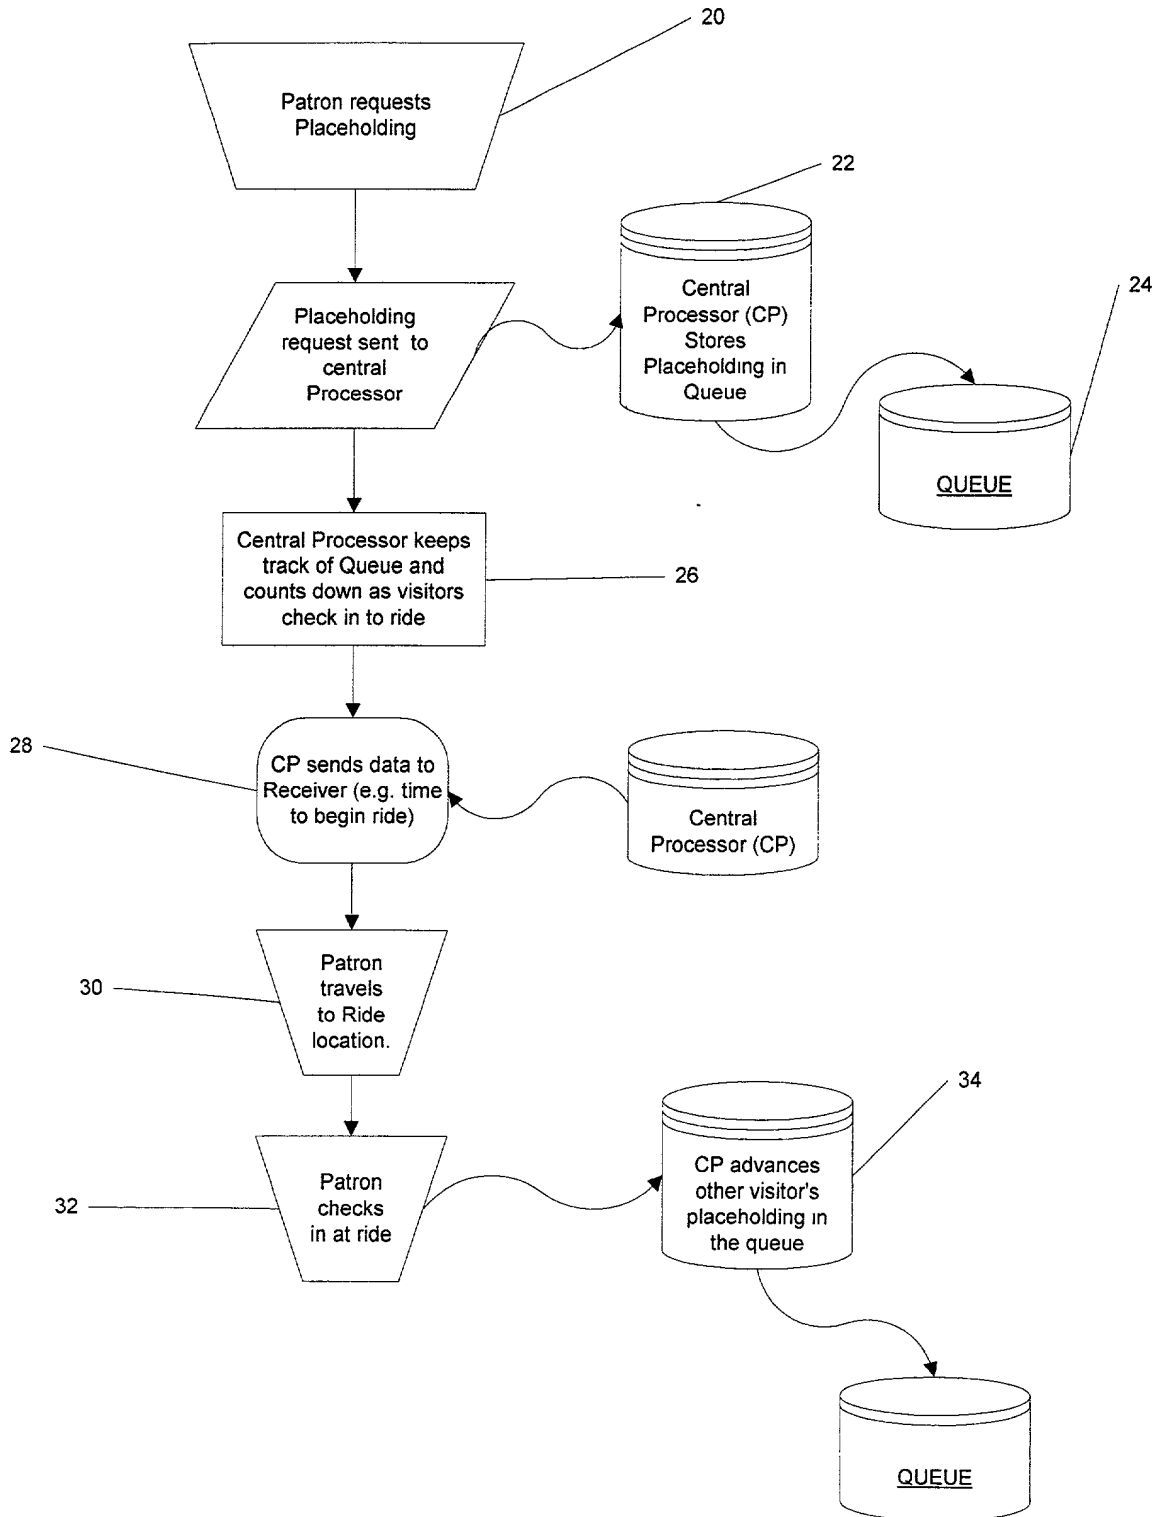 20
Patron requests
Placeholding
22
Central
Processor (CP)
Stores
Placeholding in
Queue
24
QUEUE
Placeholding
request sent to
central
Processor
Central Processor keeps
track of Queue and
counts down as visitors
check in to ride
26
28
CP sends data to
Receiver (e.g. time
to begin ride)
Central
Processor (CP)
30
Patron
travels
to Ride
location.
34
CP advances
other visitor's
placeholding in
the queue
32
Patron
checks
in at ride
QUEUE